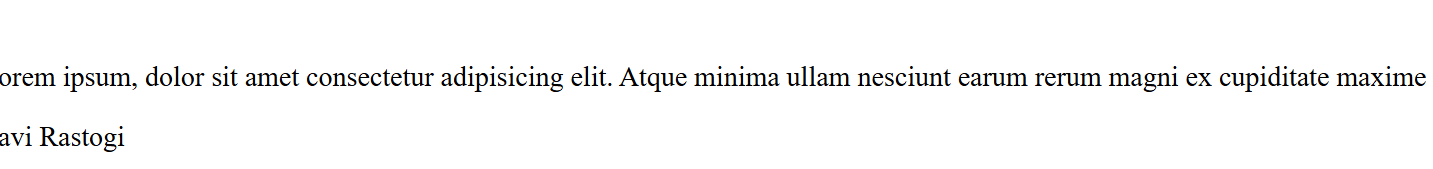 orem ipsum, dolor sit amet consectetur adipisicing elit. Atque minima ullam nesciunt earum rerum magni ex cupiditate maxime
avi Rastogi